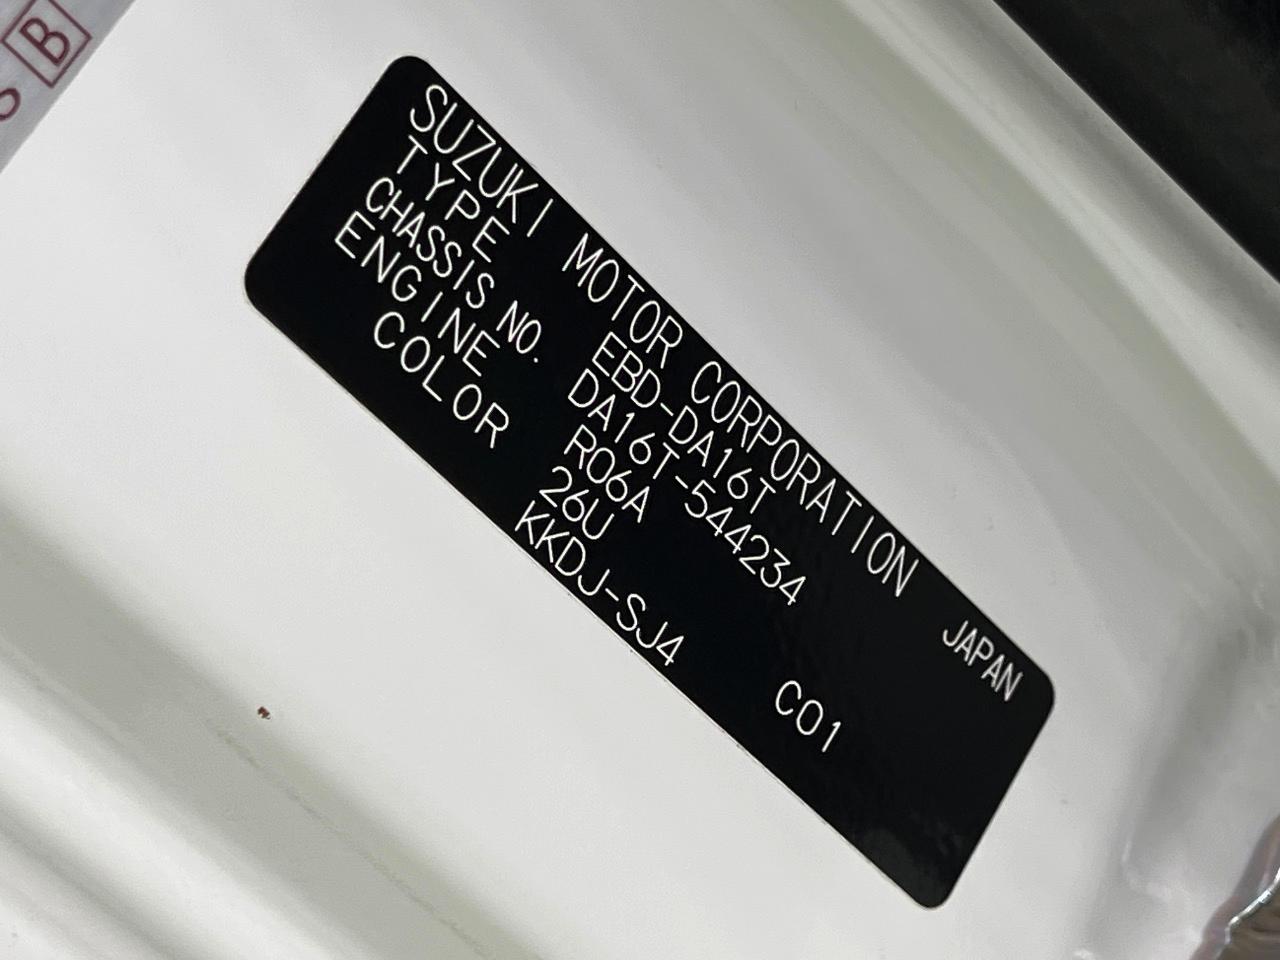 S B
SUZUKI MOTOR CORPORATION JAPAN
TYPE EBD-DA16T
CHASSIS NO. DA16T-544234
ENGINE R06A
COLOR 26U
KKDJ-SJ4 C01